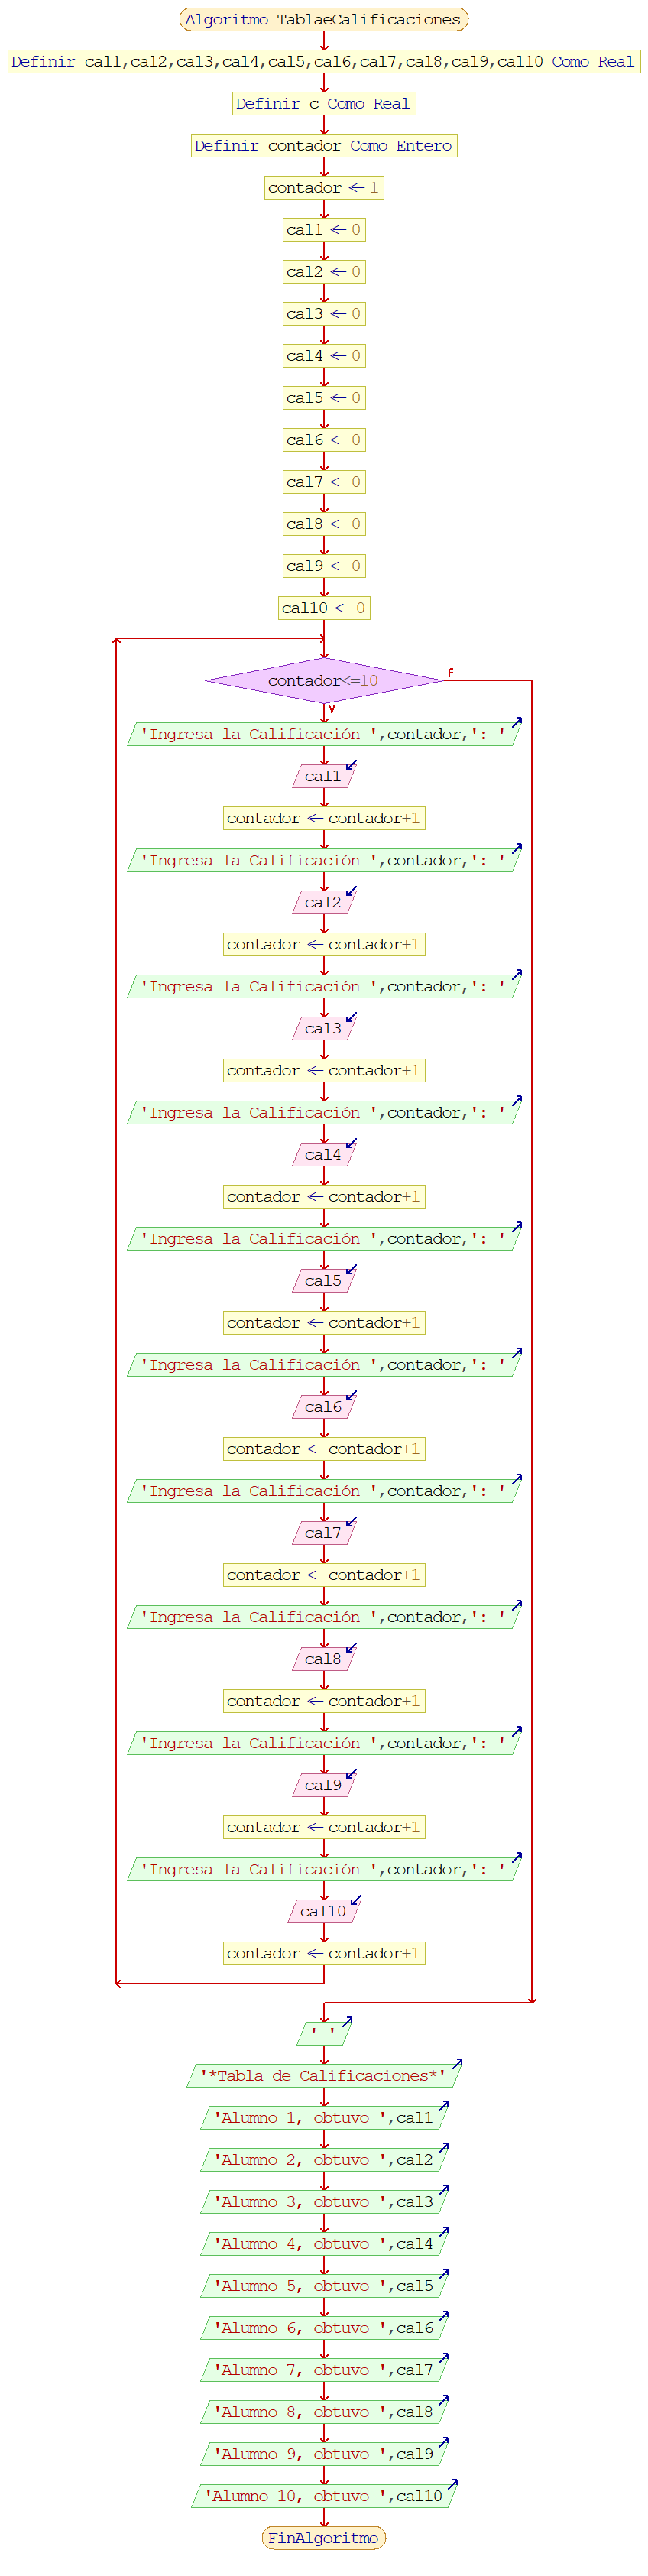 Algoritmo TablaeCalificaciones
Definir cal1,cal2,cal3,cal4,cal5,cal6,cal7,cal8,cal9,cal10 Como Real
Definir c Como Real
Definir contador Como Entero
contador ← 1
cal1 ← 0
cal2 ← 0
cal3 ← 0
cal4 ← 0
cal5 ← 0
cal6 ← 0
cal7 ← 0
cal8 ← 0
cal9 ← 0
cal10 ← 0
contador<=10
F
V
'Ingresa la Calificación ',contador,': '
cal1
contador ← contador+1
'Ingresa la Calificación ',contador,': '
cal2
contador ← contador+1
'Ingresa la Calificación ',contador,': '
cal3
contador ← contador+1
'Ingresa la Calificación ',contador,': '
cal4
contador ← contador+1
'Ingresa la Calificación ',contador,': '
cal5
contador ← contador+1
'Ingresa la Calificación ',contador,': '
cal6
contador ← contador+1
'Ingresa la Calificación ',contador,': '
cal7
contador ← contador+1
'Ingresa la Calificación ',contador,': '
cal8
contador ← contador+1
'Ingresa la Calificación ',contador,': '
cal9
contador ← contador+1
'Ingresa la Calificación ',contador,': '
cal10
contador ← contador+1
' '
'*Tabla de Calificaciones*'
'Alumno 1, obtuvo ',cal1
'Alumno 2, obtuvo ',cal2
'Alumno 3, obtuvo ',cal3
'Alumno 4, obtuvo ',cal4
'Alumno 5, obtuvo ',cal5
'Alumno 6, obtuvo ',cal6
'Alumno 7, obtuvo ',cal7
'Alumno 8, obtuvo ',cal8
'Alumno 9, obtuvo ',cal9
'Alumno 10, obtuvo ',cal10
FinAlgoritmo